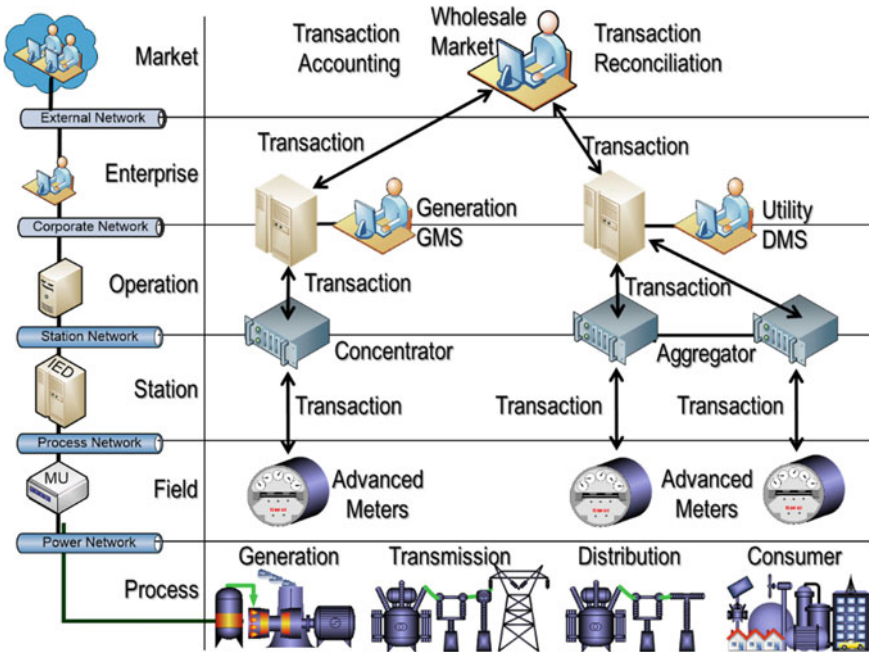 Market
Transaction
Accounting
Wholesale
Market
Transaction
Reconciliation
External Network
Transaction
Transaction
Enterprise
Generation
GMS
Utility
DMS
Corporate Network
Operation
Transaction
Transaction
Station Network
Concentrator
Aggregator
IED
Station
Transaction
Transaction
Transaction
Process Network
MU
Field
Advanced
Meters
Advanced
Meters
Power Network
Generation
Transmission
Distribution
Consumer
Process